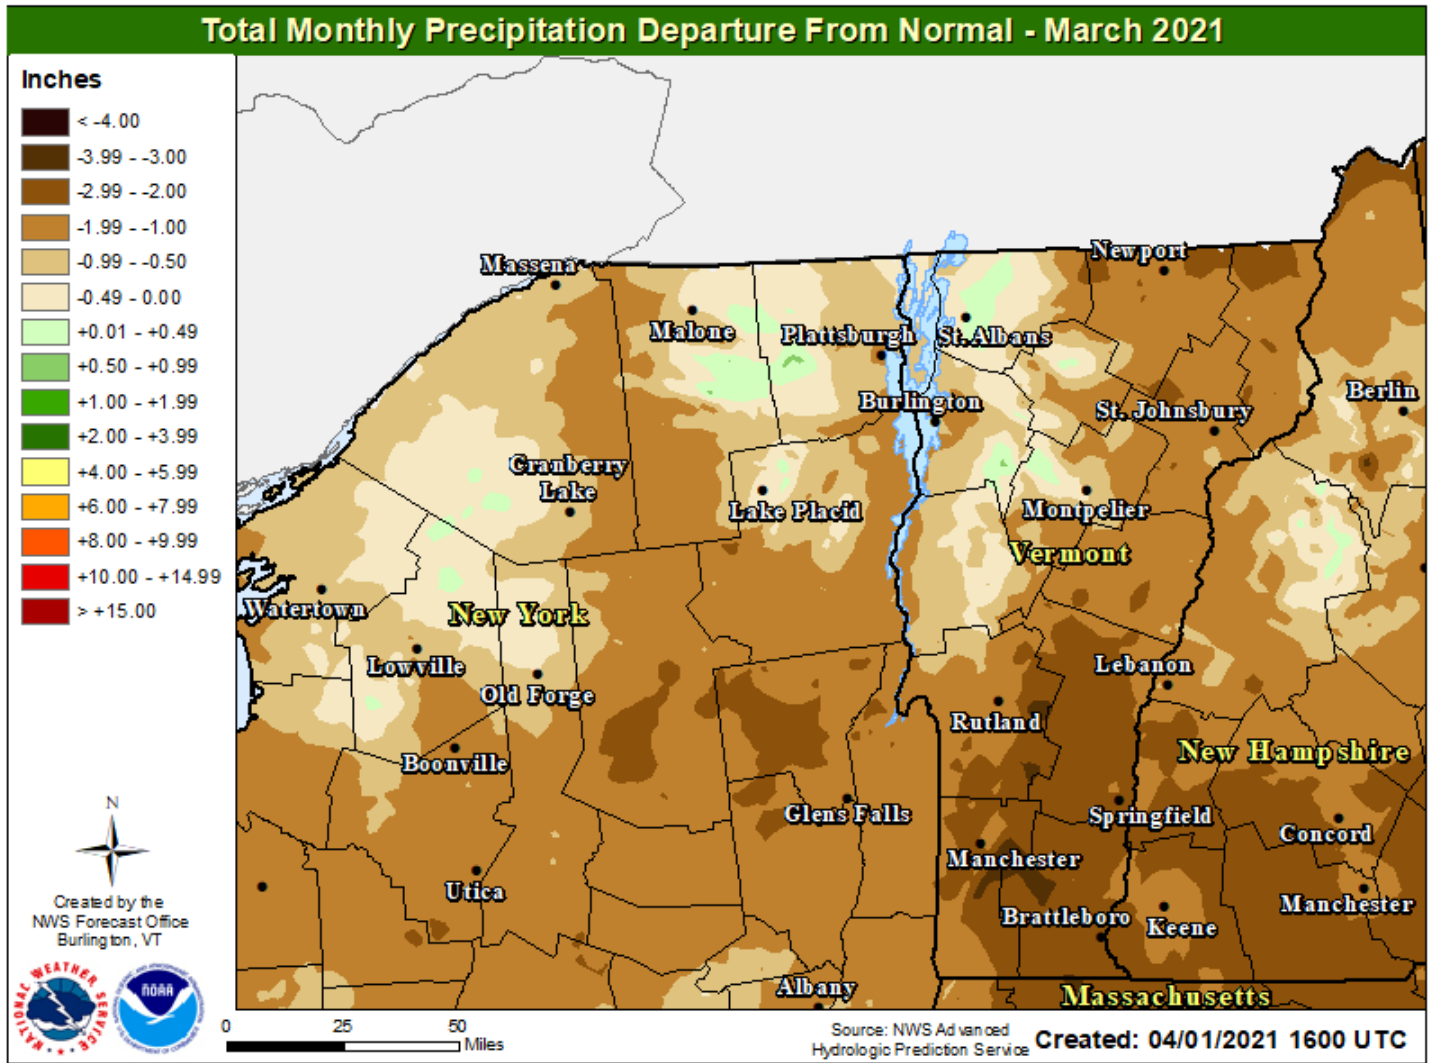 Total Monthly Precipitation Departure From Normal - March 2021
Inches
< -4.00
-3.99 - -3.00
-2.99 - -2.00
-1.99 - -1.00
-0.99 - -0.50
-0.49 - 0.00
+0.01 - +0.49
+0.50 - +0.99
+1.00 - +1.99
+2.00 - +3.99
+4.00 - +5.99
+6.00 - +7.99
+8.00 - +9.99
+10.00 - +14.99
> +15.00
Newport
Massena
Malone
Plattsburgh
St. Albans
Berlin
Burlington
St. Johnsbury
Cranberry
Lake
Lake Placid
Montpelier
Vermont
Watertown
New York
Lowville
Lebanon
Old Forge
Rutland
New Hampshire
Boonville
Glens Falls
Springfield
Concord
Manchester
Utica
Manchester
Brattleboro
Keene
Albany
Massachusetts
N
Created by the
NWS Forecast Office
Burlington, VT
NATIONAL WEATHER SERVICE
NOAA
0 25 50
Miles
Source: NWS Advanced
Hydrologic Prediction Service
Created: 04/01/2021 1600 UTC